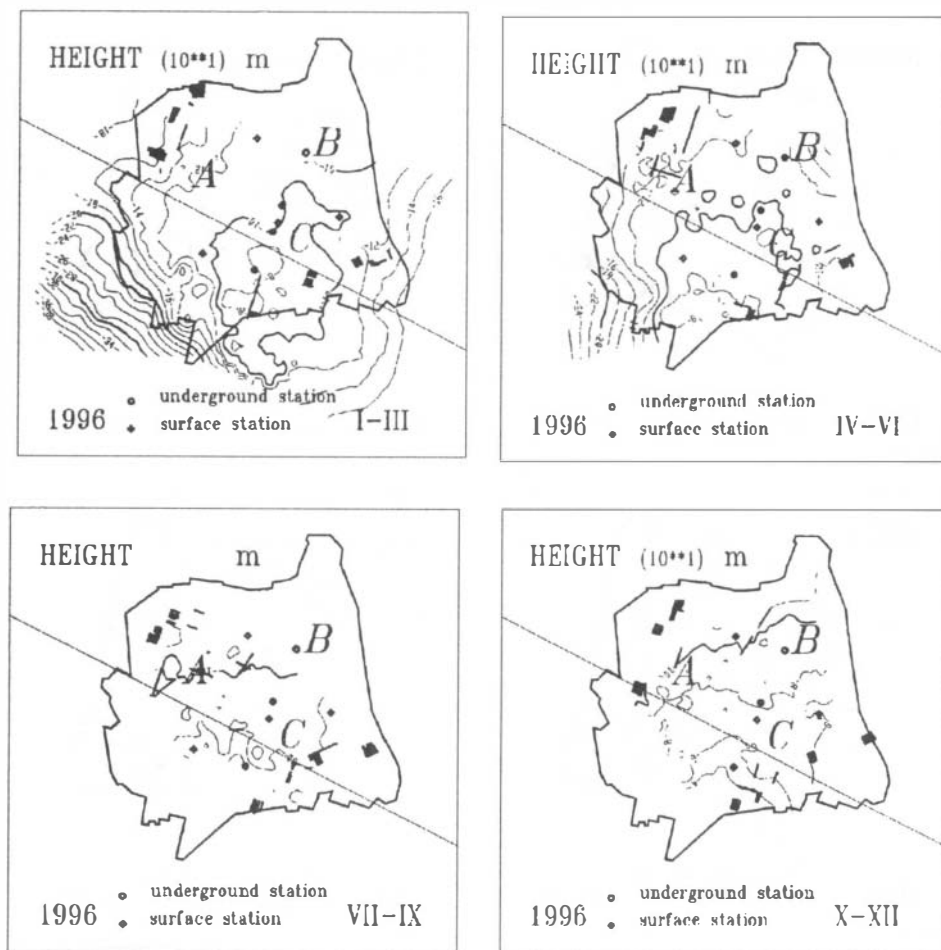 HEIGHT (10**1) m
B
A
C
underground station
1996 surface station I-III
HEIGHT (10**1) m
B
A
underground station
1996 surface station IV-VI
HEIGHT m
B
A
C
underground station
1996 surface station VII-IX
HEIGHT (10**1) m
B
A
C
underground station
1996 surface station X-XII